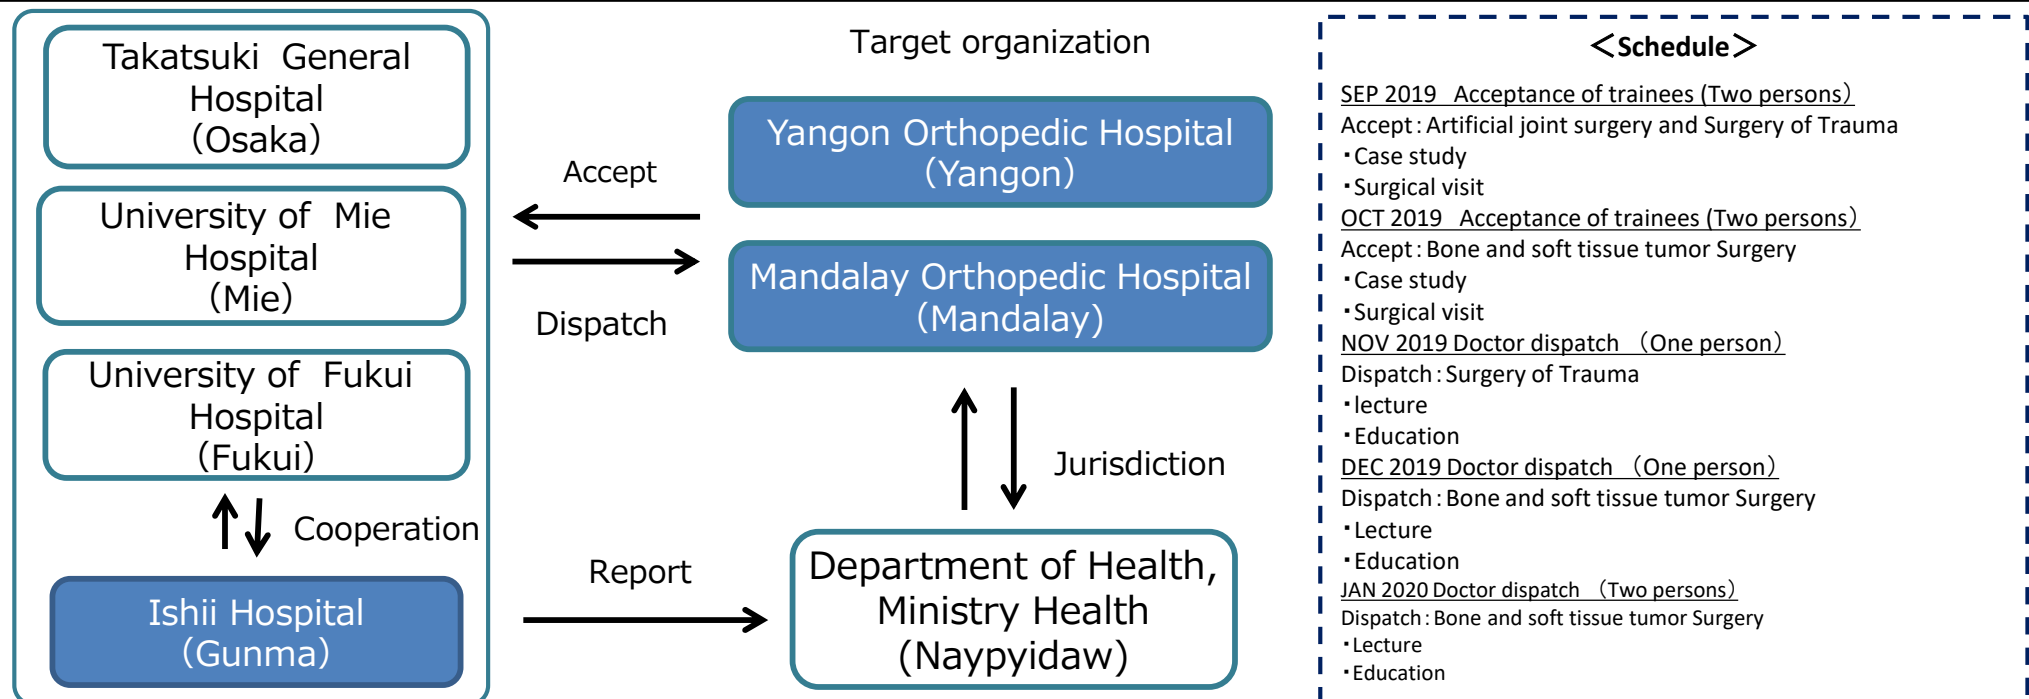 Takatsuki General
Hospital
(Osaka)
University of Mie
Hospital
(Mie)
University of Fukui
Hospital
(Fukui)
Cooperation
Ishii Hospital
(Gunma)
Accept
Dispatch
Report
Target organization
Yangon Orthopedic Hospital
(Yangon)
Mandalay Orthopedic Hospital
(Mandalay)
Jurisdiction
Department of Health,
Ministry Health
(Naypyidaw)
＜Schedule＞
SEP 2019 Acceptance of trainees (Two persons）
Accept：Artificial joint surgery and Surgery of Trauma
・Case study
・Surgical visit
OCT 2019 Acceptance of trainees (Two persons）
Accept：Bone and soft tissue tumor Surgery
・Case study
・Surgical visit
NOV 2019 Doctor dispatch （One person）
Dispatch：Surgery of Trauma
・lecture
・Education
DEC 2019 Doctor dispatch （One person）
Dispatch：Bone and soft tissue tumor Surgery
・Lecture
・Education
JAN 2020 Doctor dispatch （Two persons）
Dispatch：Bone and soft tissue tumor Surgery
・Lecture
・Education